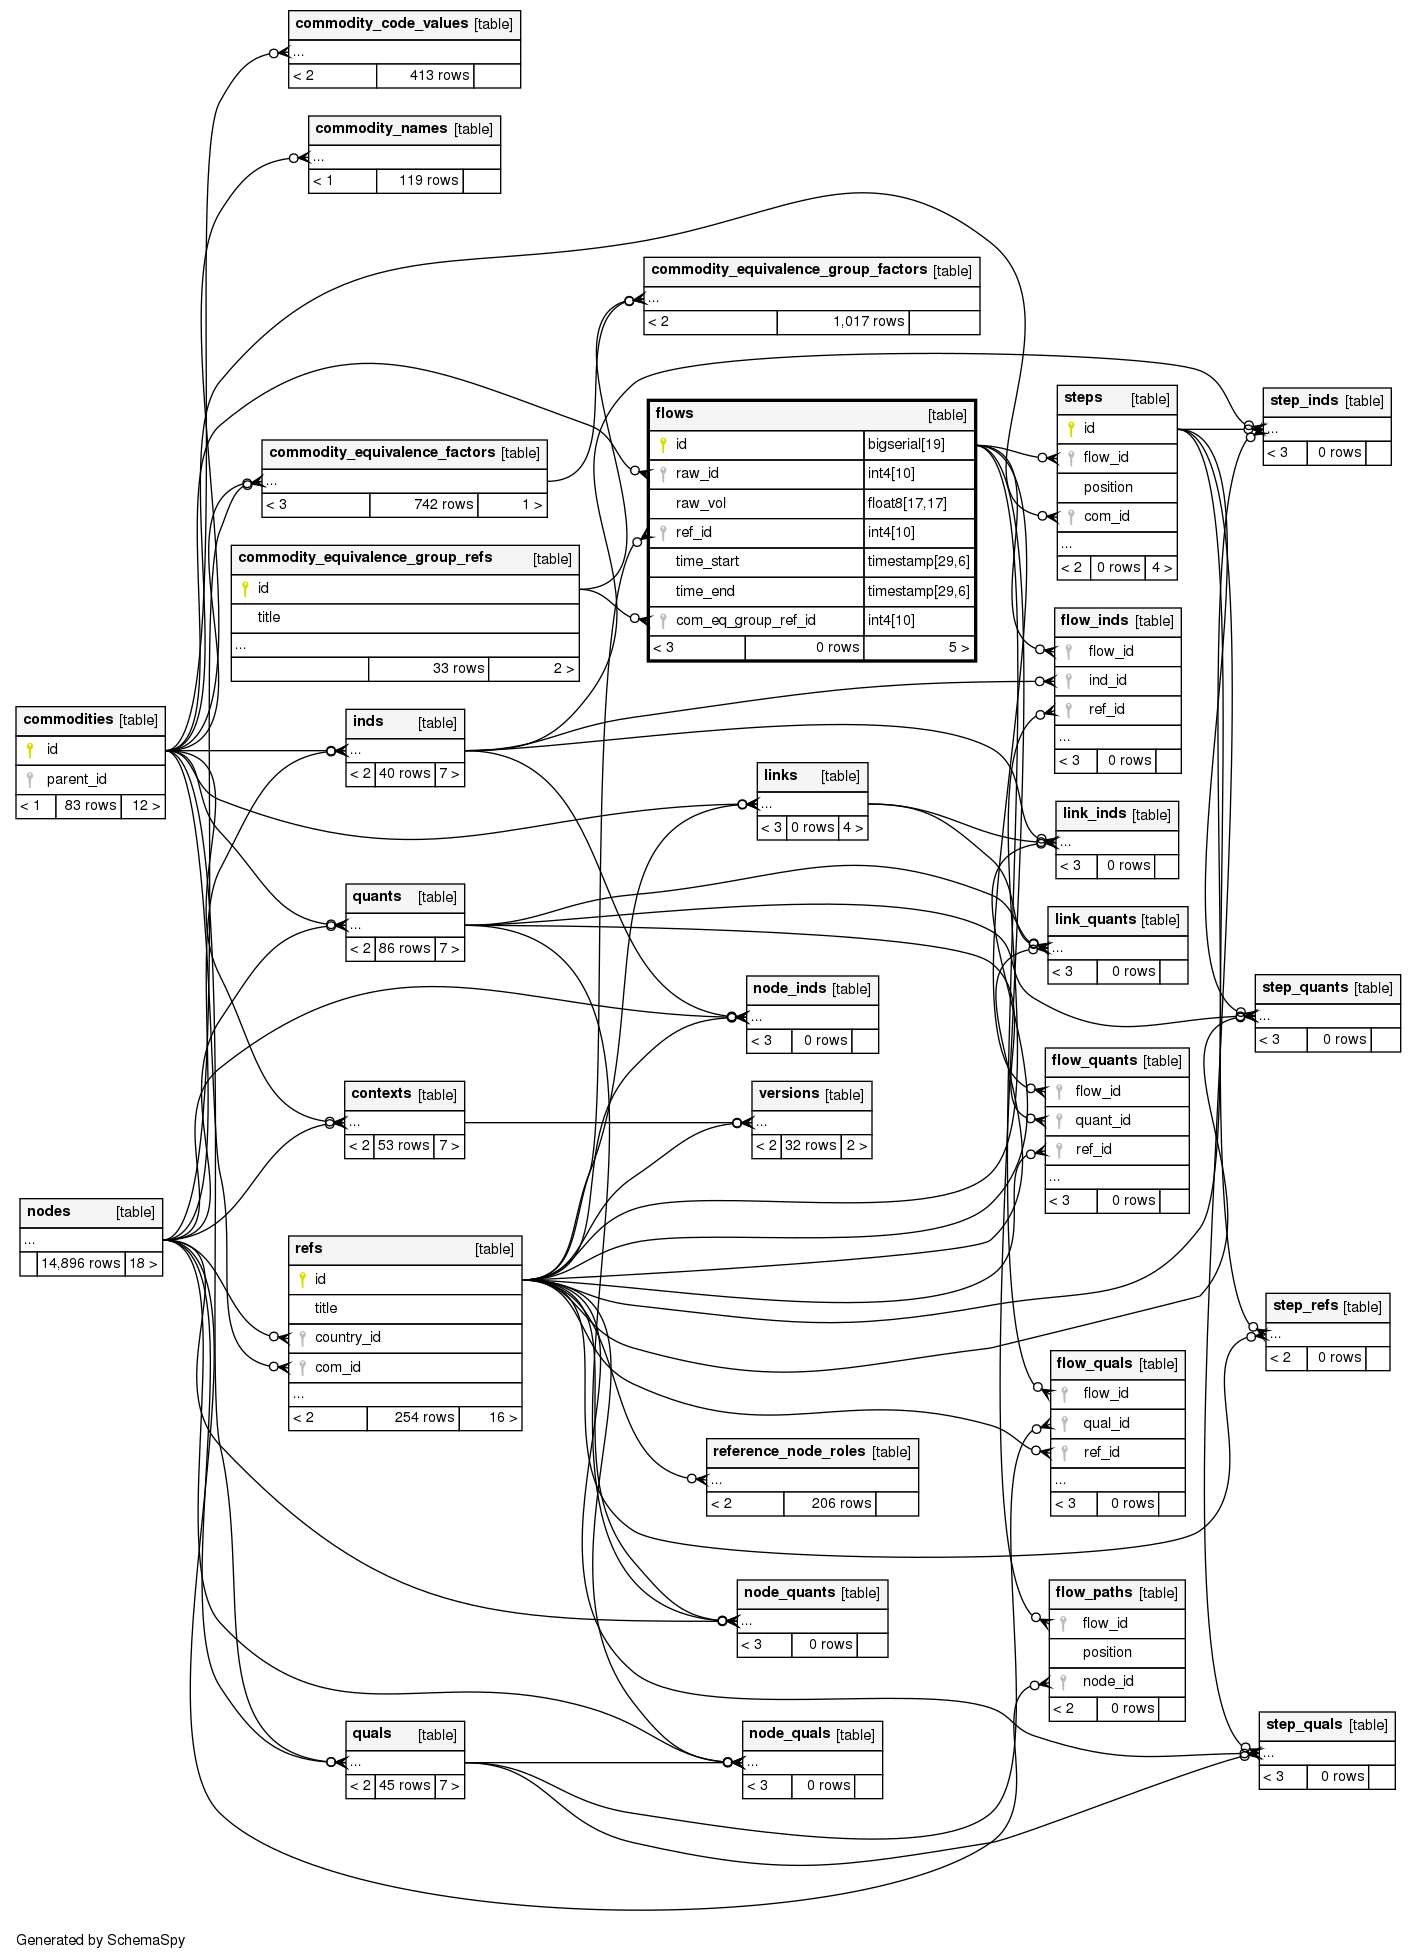 commodity_code_values [table]
...
< 2 413 rows
commodity_names [table]
...
< 1 119 rows
commodity_equivalence_group_factors [table]
...
< 2 1,017 rows
flows [table]
id bigserial[19]
raw_id int4[10]
raw_vol float8[17,17]
ref_id int4[10]
time_start timestamp[29,6]
time_end timestamp[29,6]
com_eq_group_ref_id int4[10]
< 3 0 rows 5 >
steps [table]
id
flow_id
position
com_id
...
< 2 0 rows 4 >
step_inds [table]
...
< 3 0 rows
commodity_equivalence_factors [table]
...
< 3 742 rows 1 >
commodity_equivalence_group_refs [table]
id
title
...
33 rows 2 >
flow_inds [table]
flow_id
ind_id
ref_id
...
< 3 0 rows
commodities [table]
id
parent_id
< 1 83 rows 12 >
inds [table]
...
< 2 40 rows 7 >
links [table]
...
< 3 0 rows 4 >
link_inds [table]
...
< 3 0 rows
quants [table]
...
< 2 86 rows 7 >
link_quants [table]
...
< 3 0 rows
node_inds [table]
...
< 3 0 rows
step_quants [table]
...
< 3 0 rows
flow_quants [table]
flow_id
quant_id
ref_id
...
< 3 0 rows
contexts [table]
...
< 2 53 rows 7 >
versions [table]
...
< 2 32 rows 2 >
nodes [table]
...
14,896 rows 18 >
refs [table]
id
title
country_id
com_id
...
< 2 254 rows 16 >
step_refs [table]
...
< 2 0 rows
flow_quals [table]
flow_id
qual_id
ref_id
...
< 3 0 rows
reference_node_roles [table]
...
< 2 206 rows
node_quants [table]
...
< 3 0 rows
flow_paths [table]
flow_id
position
node_id
< 2 0 rows
quals [table]
...
< 2 45 rows 7 >
node_quals [table]
...
< 3 0 rows
step_quals [table]
...
< 3 0 rows
Generated by SchemaSpy